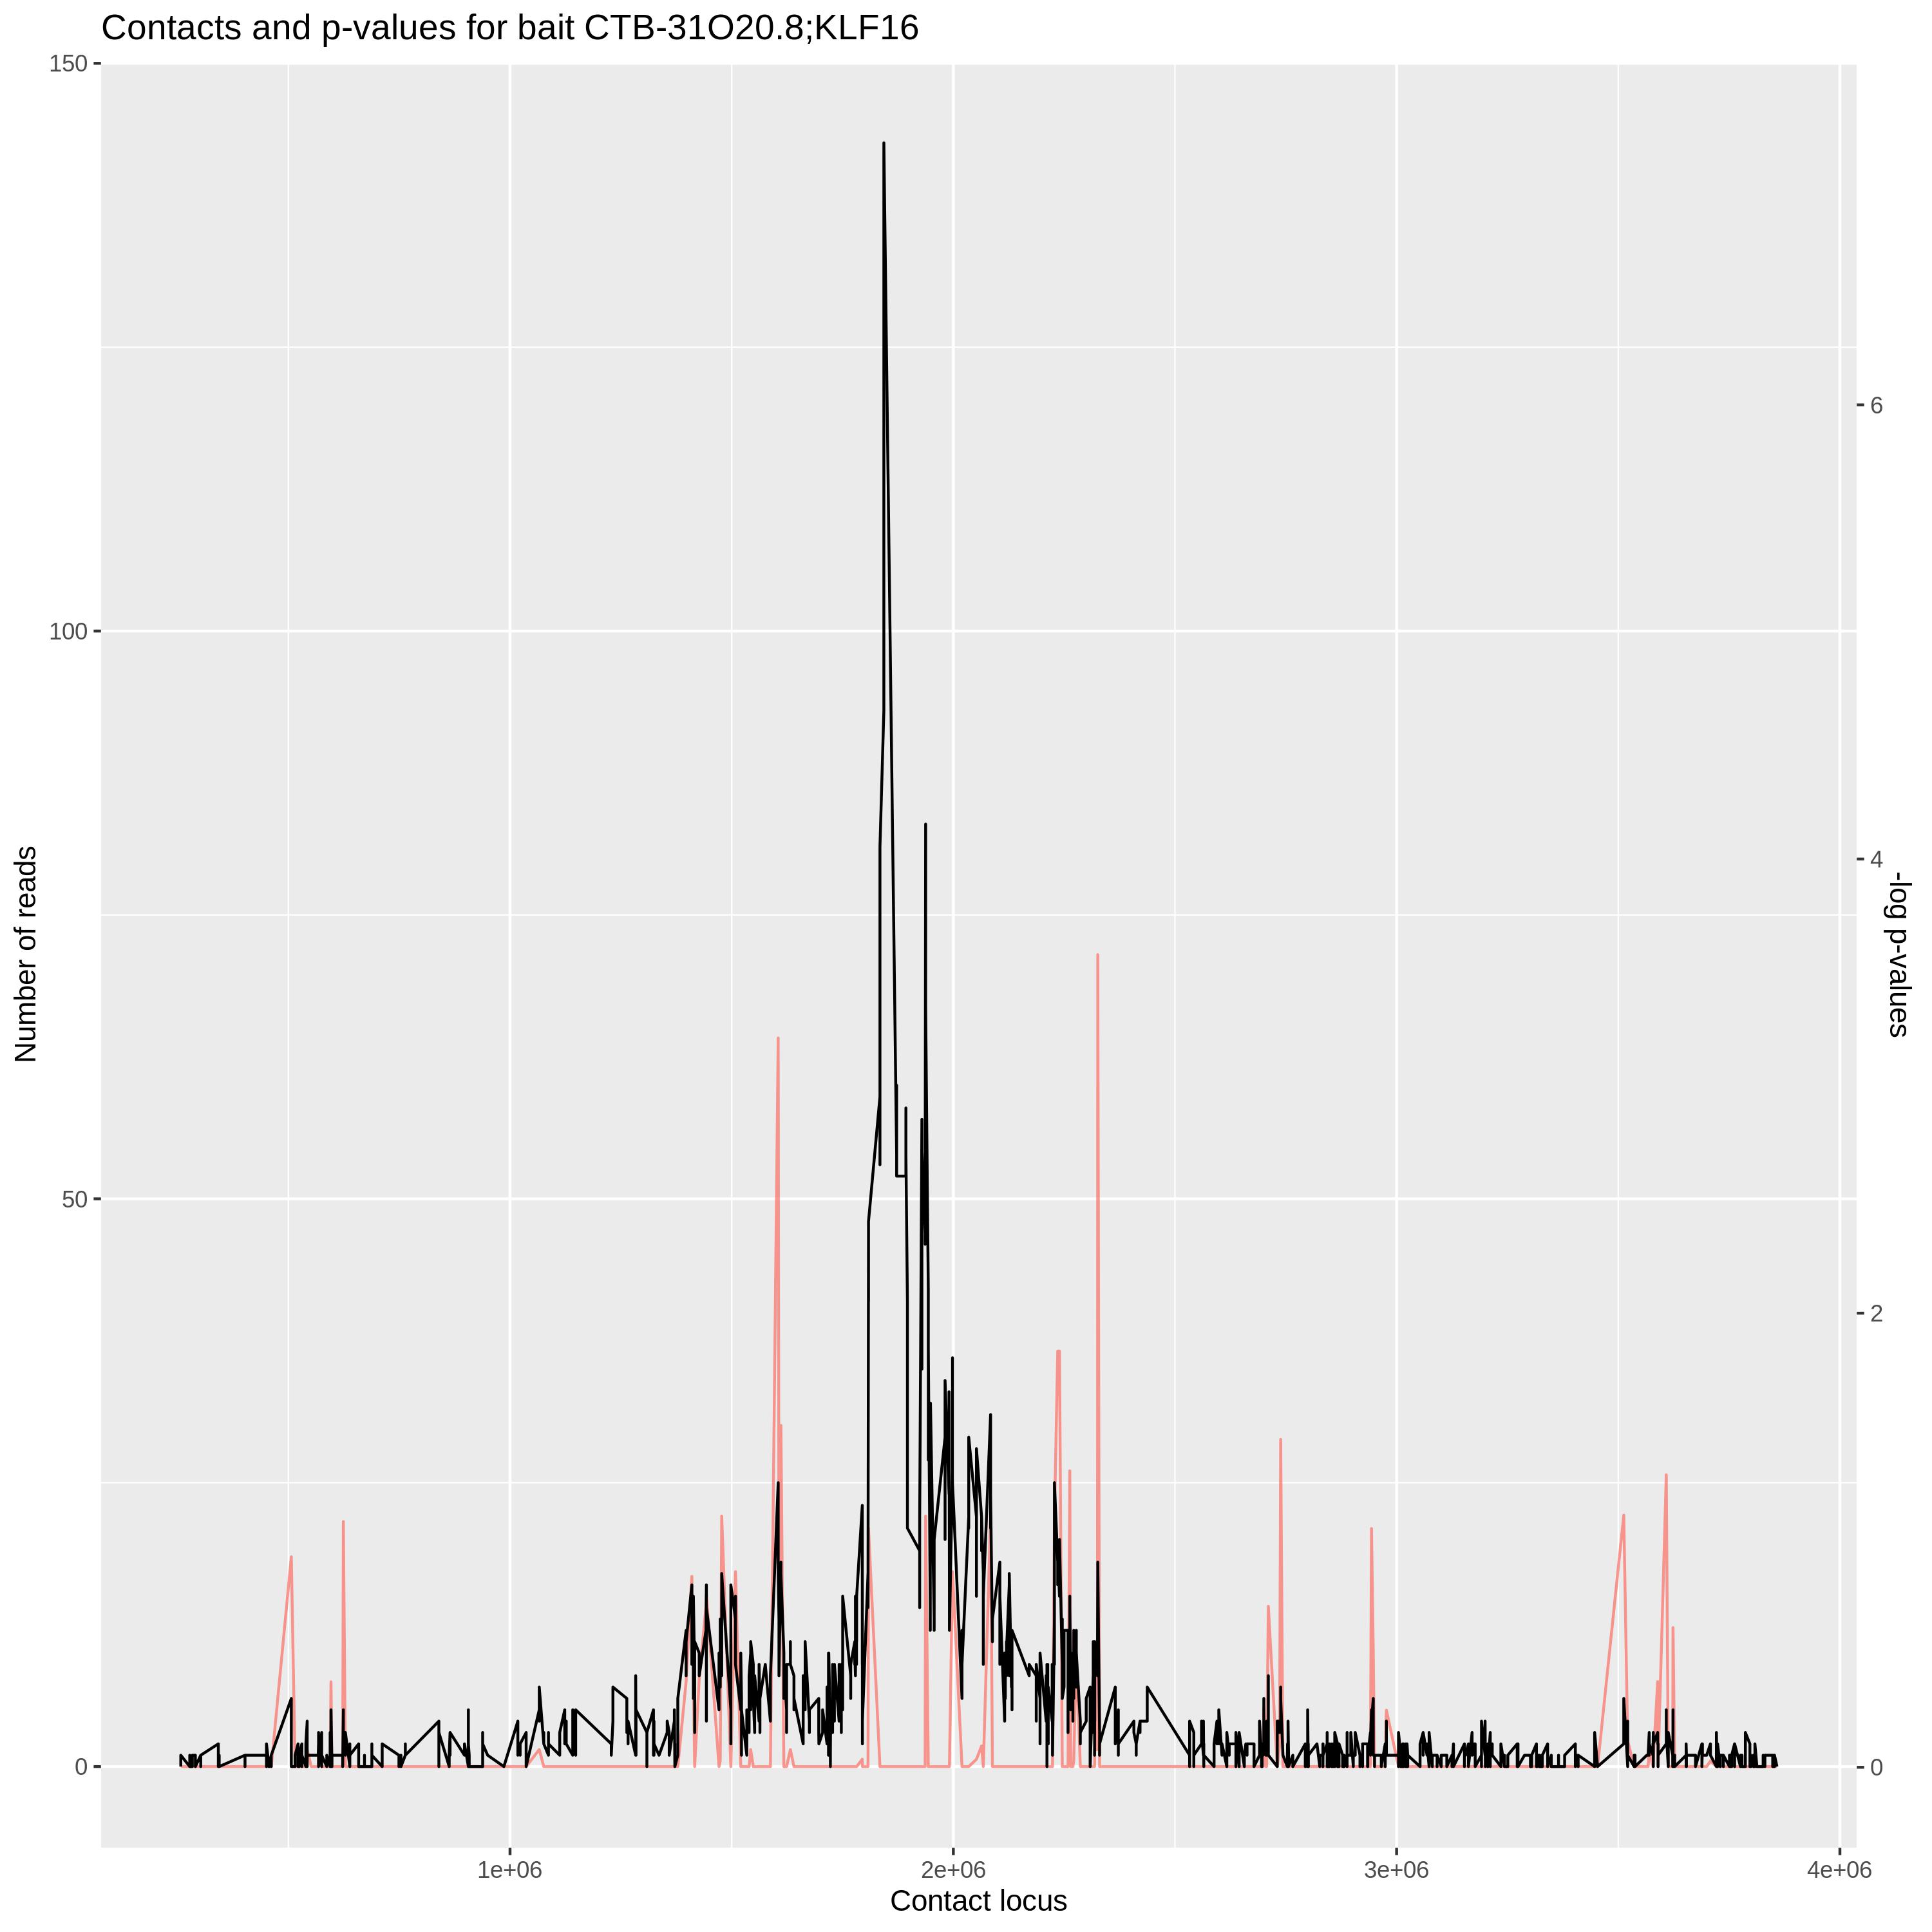 Contacts and p-values for bait CTB-31O20.8;KLF16
150
100
50
0
Number of reads
6
4
2
0
-log p-values
1e+06
2e+06
3e+06
4e+06
Contact locus